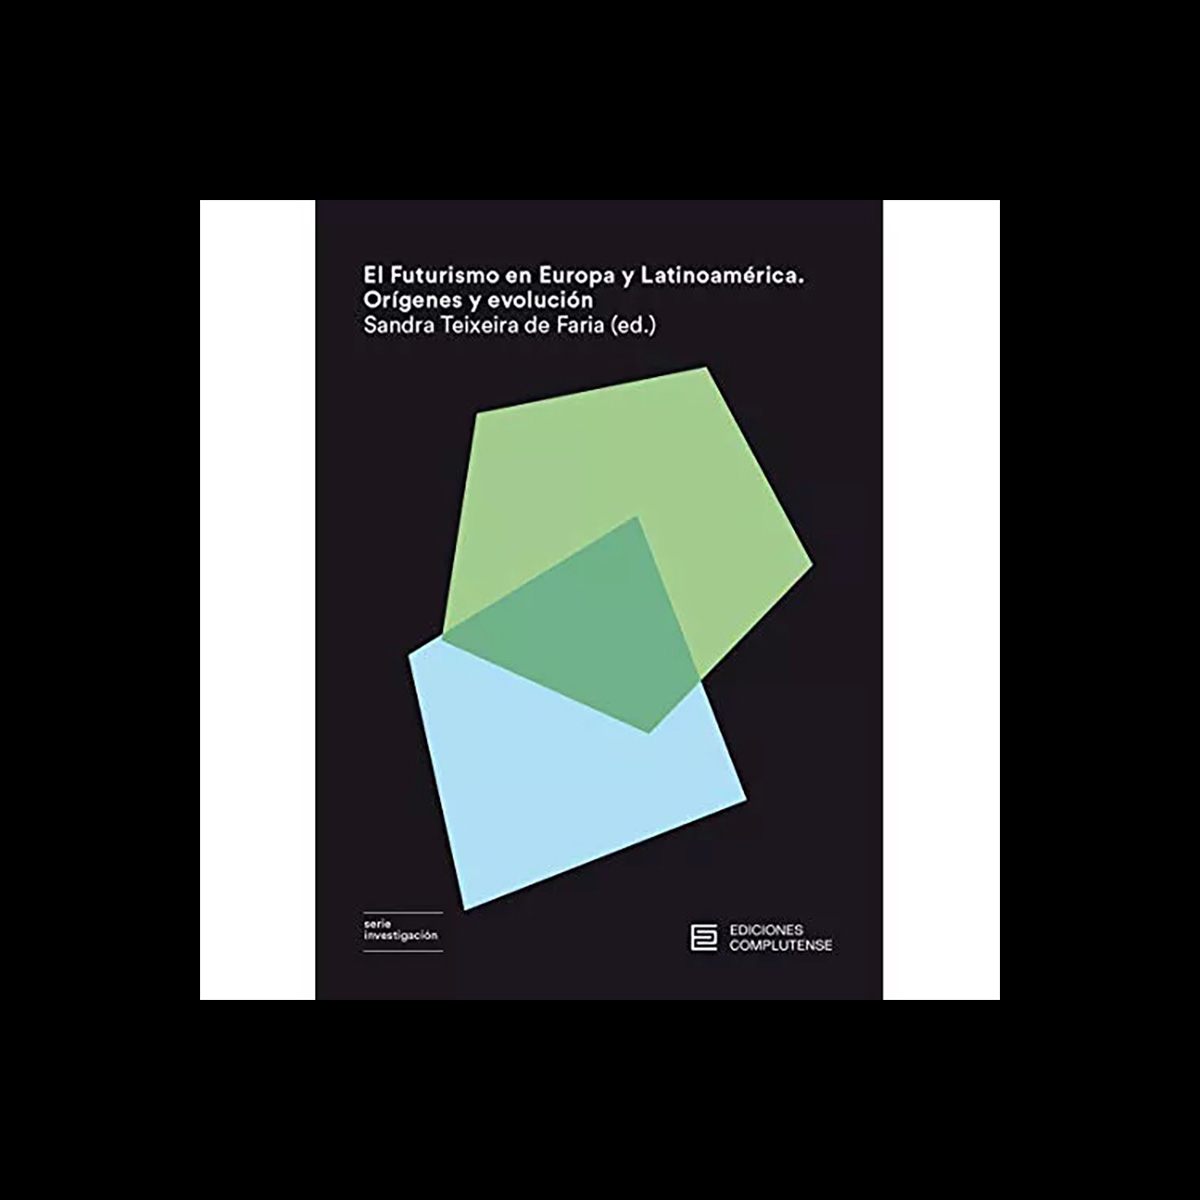 El Futurismo en Europa y Latinoamérica.
Orígenes y evolución
Sandra Teixeira de Faria (ed.)
serie
investigación
EDICIONES
COMPLUTENSE